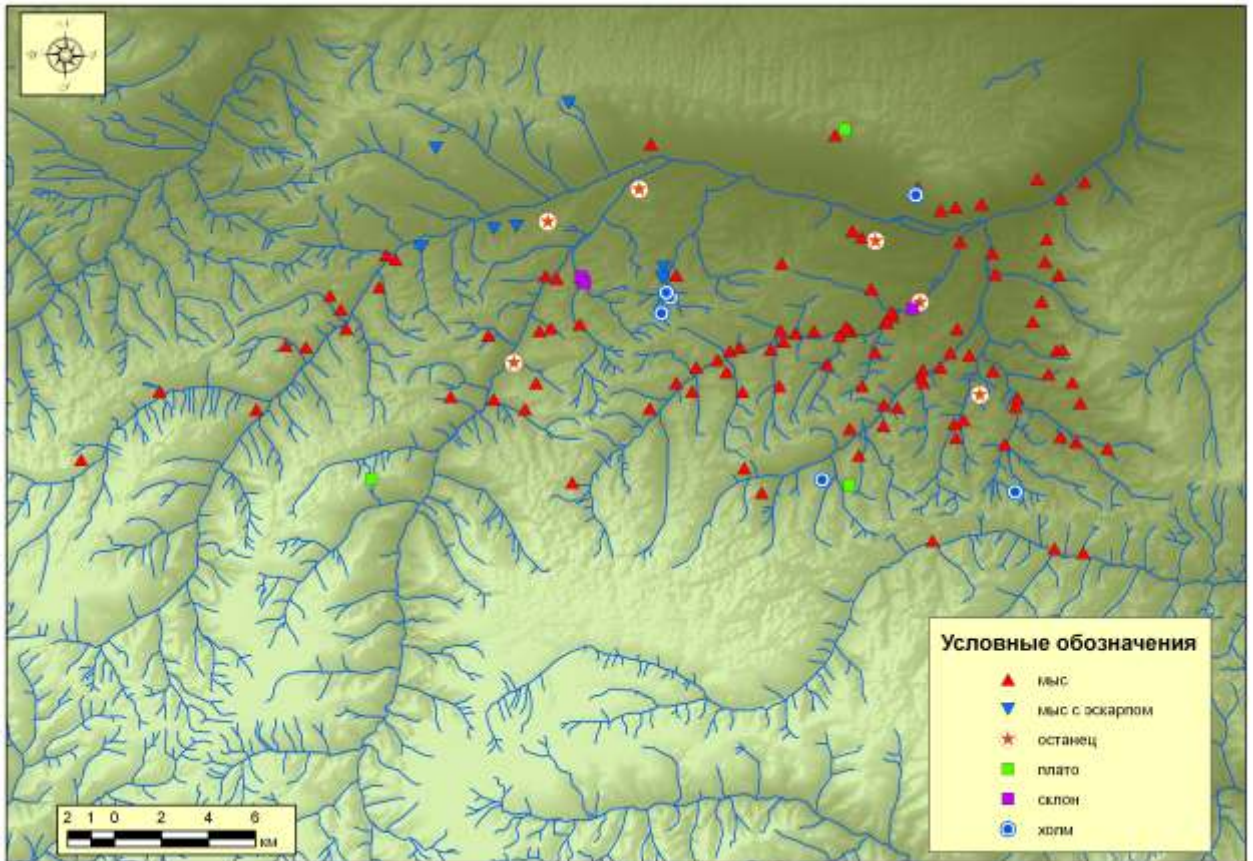 Условные обозначения
мыс
мыс с эскарпом
останец
плато
склон
холм
2 1 0 2 4 6
км